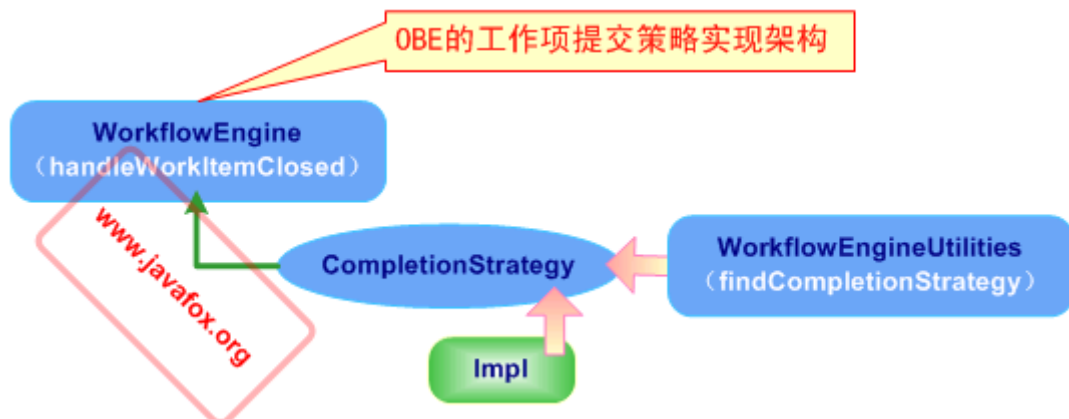 OBE的工作项提交策略实现架构
WorkflowEngine
（handleWorkItemClosed）
www.javafox.org
CompletionStrategy
WorkflowEngineUtilities
（findCompletionStrategy）
Impl